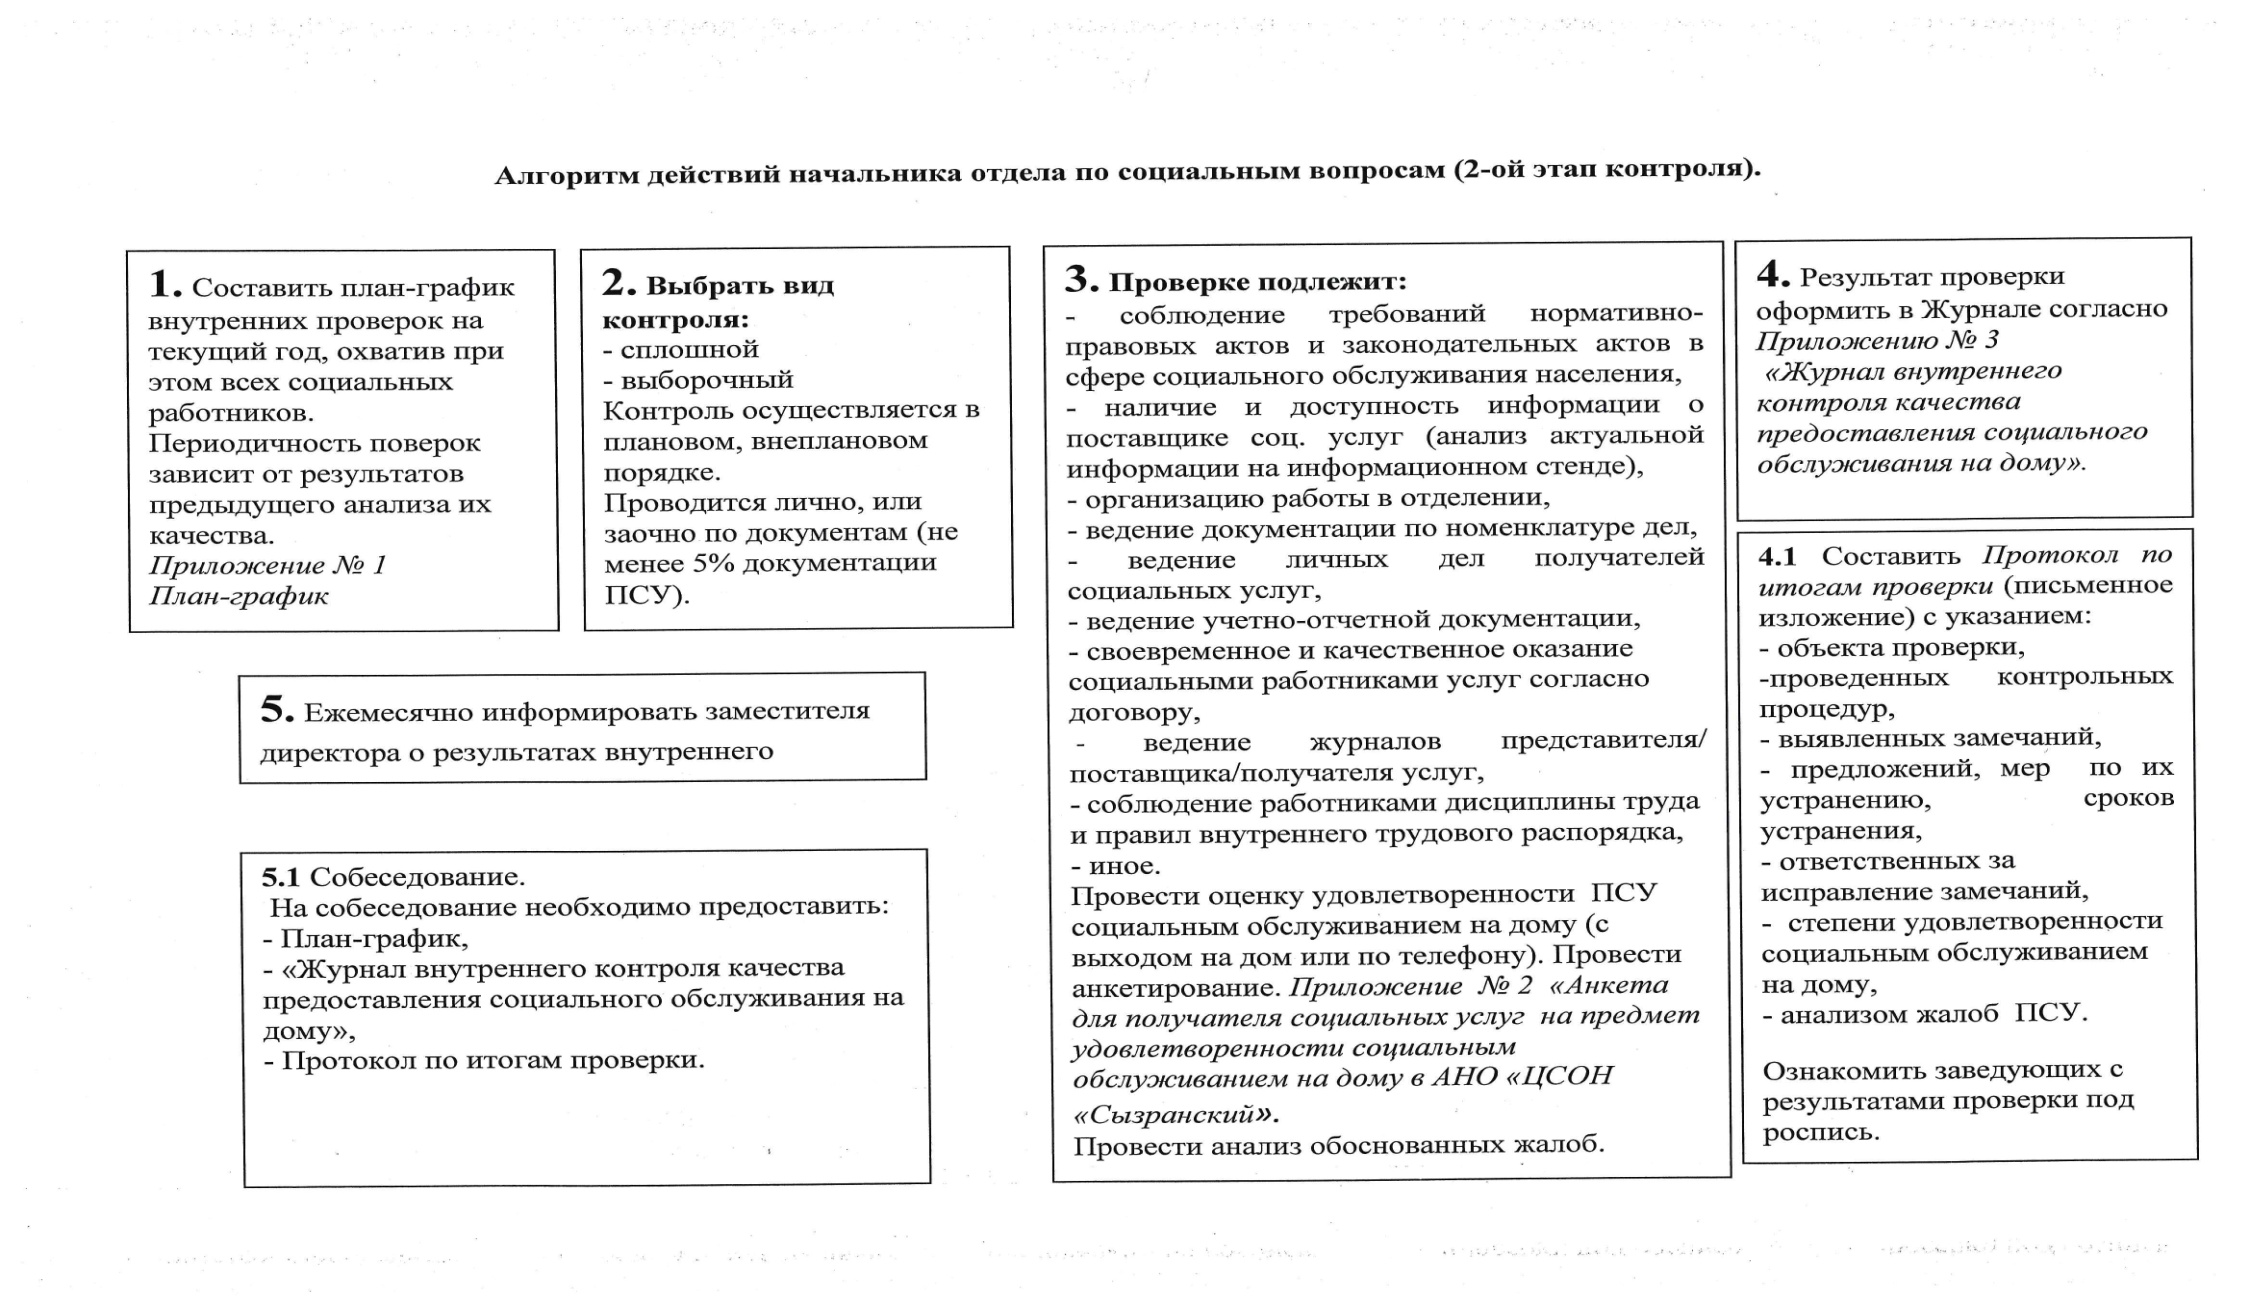 Алгоритм действий начальника отдела по социальным вопросам (2-ой этап контроля).
1. Составить план-график
внутренних проверок на
текущий год, охватив при
этом всех социальных
работников.
Периодичность поверок
зависит от результатов
предыдущего анализа их
качества.
Приложение № 1
План-график
2. Выбрать вид
контроля:
- сплошной
- выборочный
Контроль осуществляется в
плановом, внеплановом
порядке.
Проводится лично, или
заочно по документам (не
менее 5% документации
ПСУ).
3. Проверке подлежит:
- соблюдение требований нормативно-
правовых актов и законодательных актов в
сфере социального обслуживания населения,
- наличие и доступность информации о
поставщике соц. услуг (анализ актуальной
информации на информационном стенде),
- организацию работы в отделении,
- ведение документации по номенклатуре дел,
- ведение личных дел получателей
социальных услуг,
- ведение учетно-отчетной документации,
- своевременное и качественное оказание
социальными работниками услуг согласно
договору,
- ведение журналов представителя/
поставщика/получателя услуг,
- соблюдение работниками дисциплины труда
и правил внутреннего трудового распорядка,
- иное.
Провести оценку удовлетворенности ПСУ
социальным обслуживанием на дому (с
выходом на дом или по телефону). Провести
анкетирование. Приложение № 2 «Анкета
для получателя социальных услуг на предмет
удовлетворенности социальным
обслуживанием на дому в АНО «ЦСОН
«Сызранский».
Провести анализ обоснованных жалоб.
4. Результат проверки
оформить в Журнале согласно
Приложению № 3
«Журнал внутреннего
контроля качества
предоставления социального
обслуживания на дому».
4.1 Составить Протокол по
итогам проверки (письменное
изложение) с указанием:
- объекта проверки,
-проведенных контрольных
процедур,
- выявленных замечаний,
- предложений, мер по их
устранению, сроков
устранения,
- ответственных за
исправление замечаний,
- степени удовлетворенности
социальным обслуживанием
на дому,
- анализом жалоб ПСУ.
Ознакомить заведующих с
результатами проверки под
роспись.
5. Ежемесячно информировать заместителя
директора о результатах внутреннего
5.1 Собеседование.
На собеседование необходимо предоставить:
- План-график,
- «Журнал внутреннего контроля качества
предоставления социального обслуживания на
дому»,
- Протокол по итогам проверки.